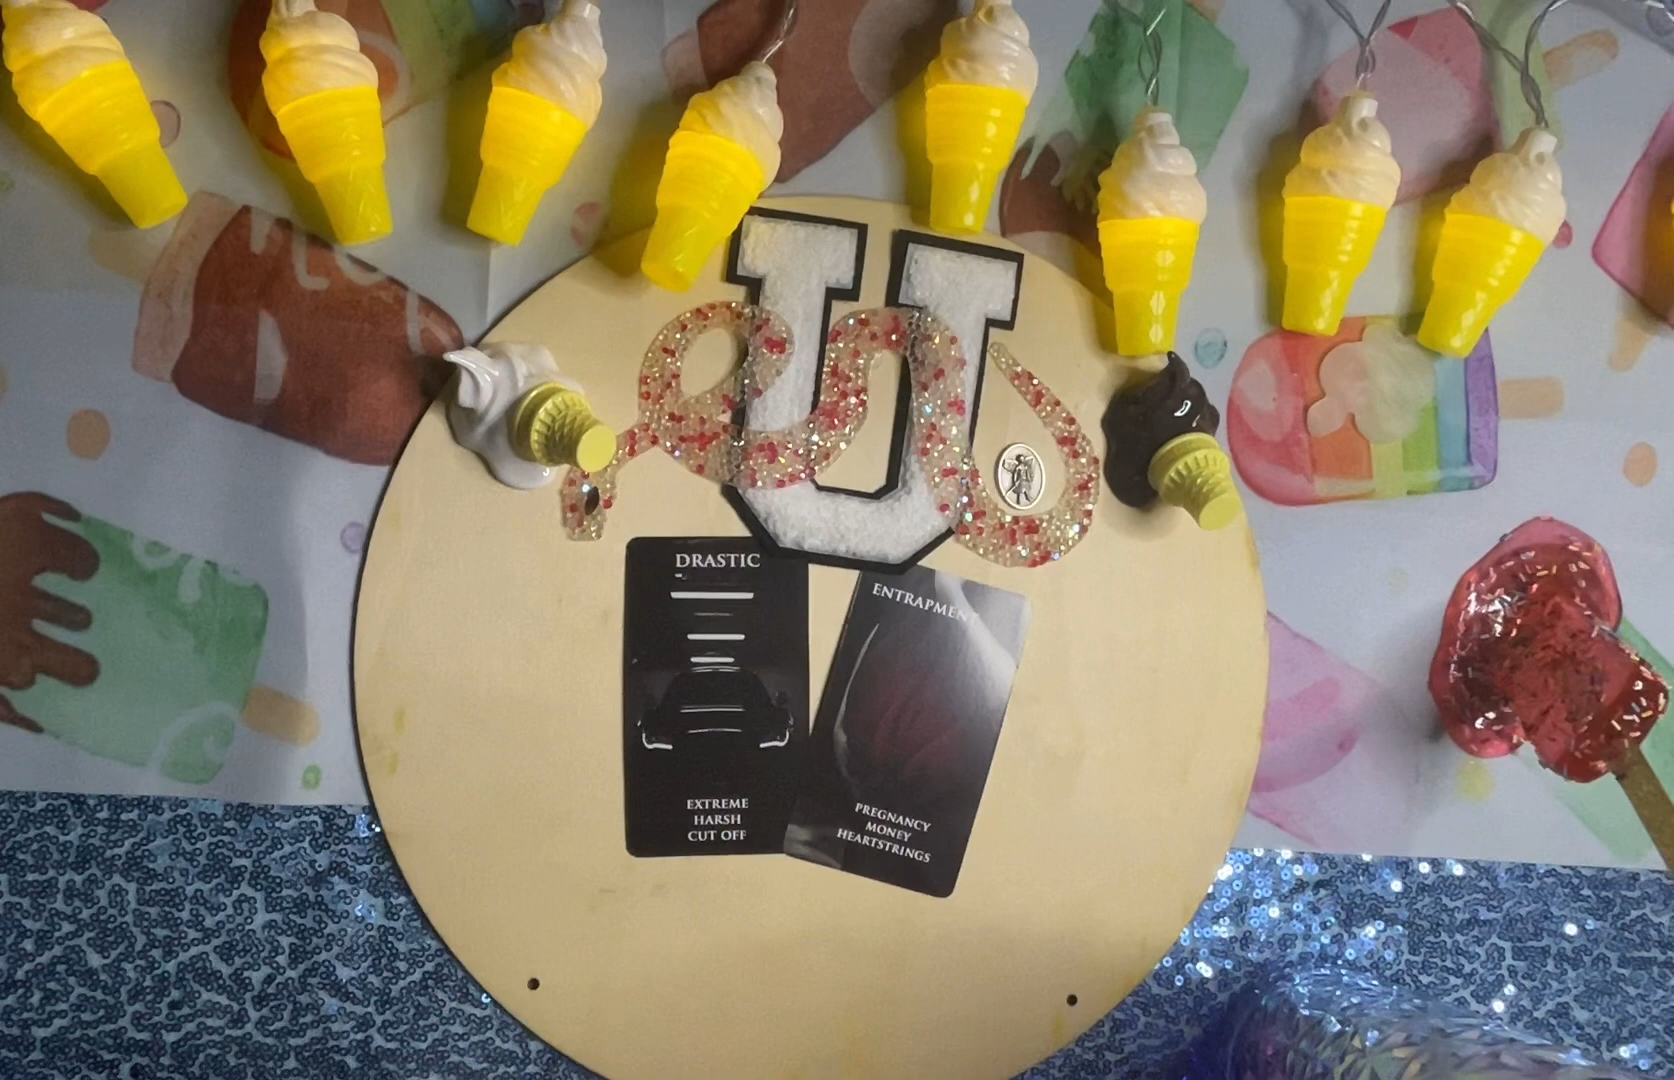 U
DRASTIC
EXTREME
HARSH
CUT OFF
ENTRAPMENT
PREGNANCY
MONEY
HEARTSTRINGS